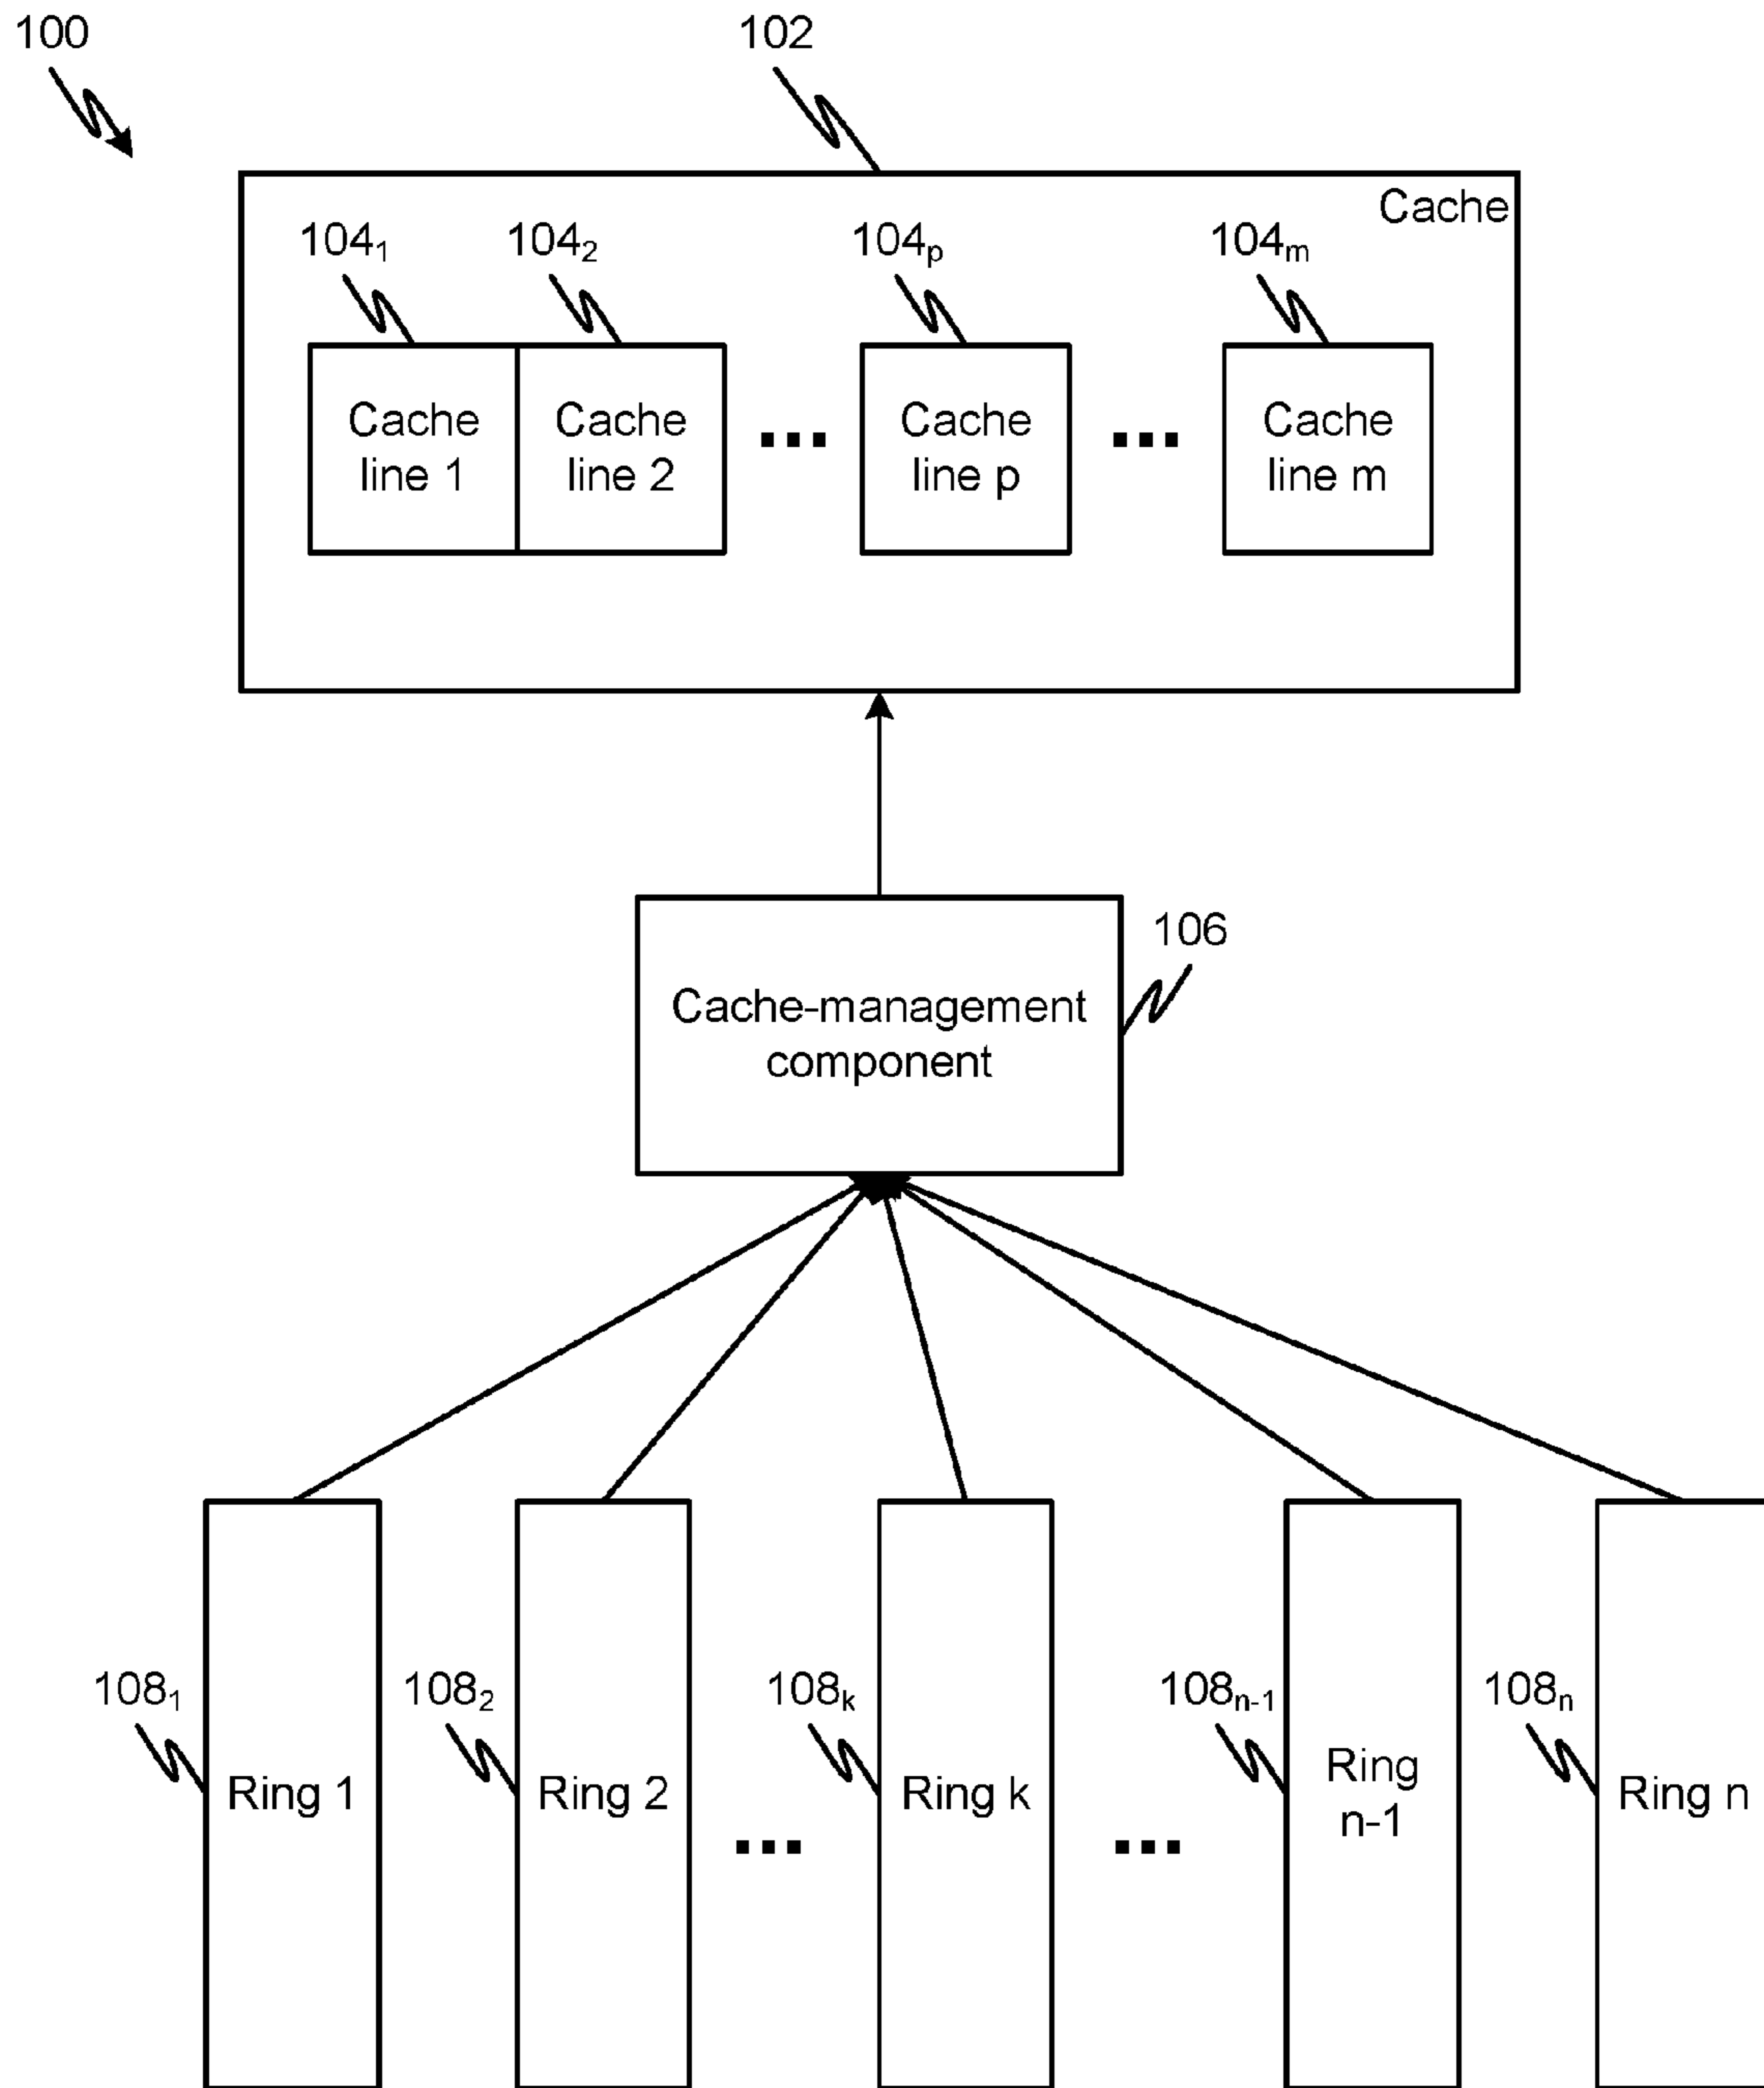 100
102
Cache
104₁
104₂
104ₚ
104ₘ
Cache
line 1
Cache
line 2
...
Cache
line p
...
Cache
line m
106
Cache-management
component
108₁
108₂
108ₖ
108ₙ₋₁
108ₙ
Ring 1
Ring 2
...
Ring k
...
Ring
n-1
Ring n